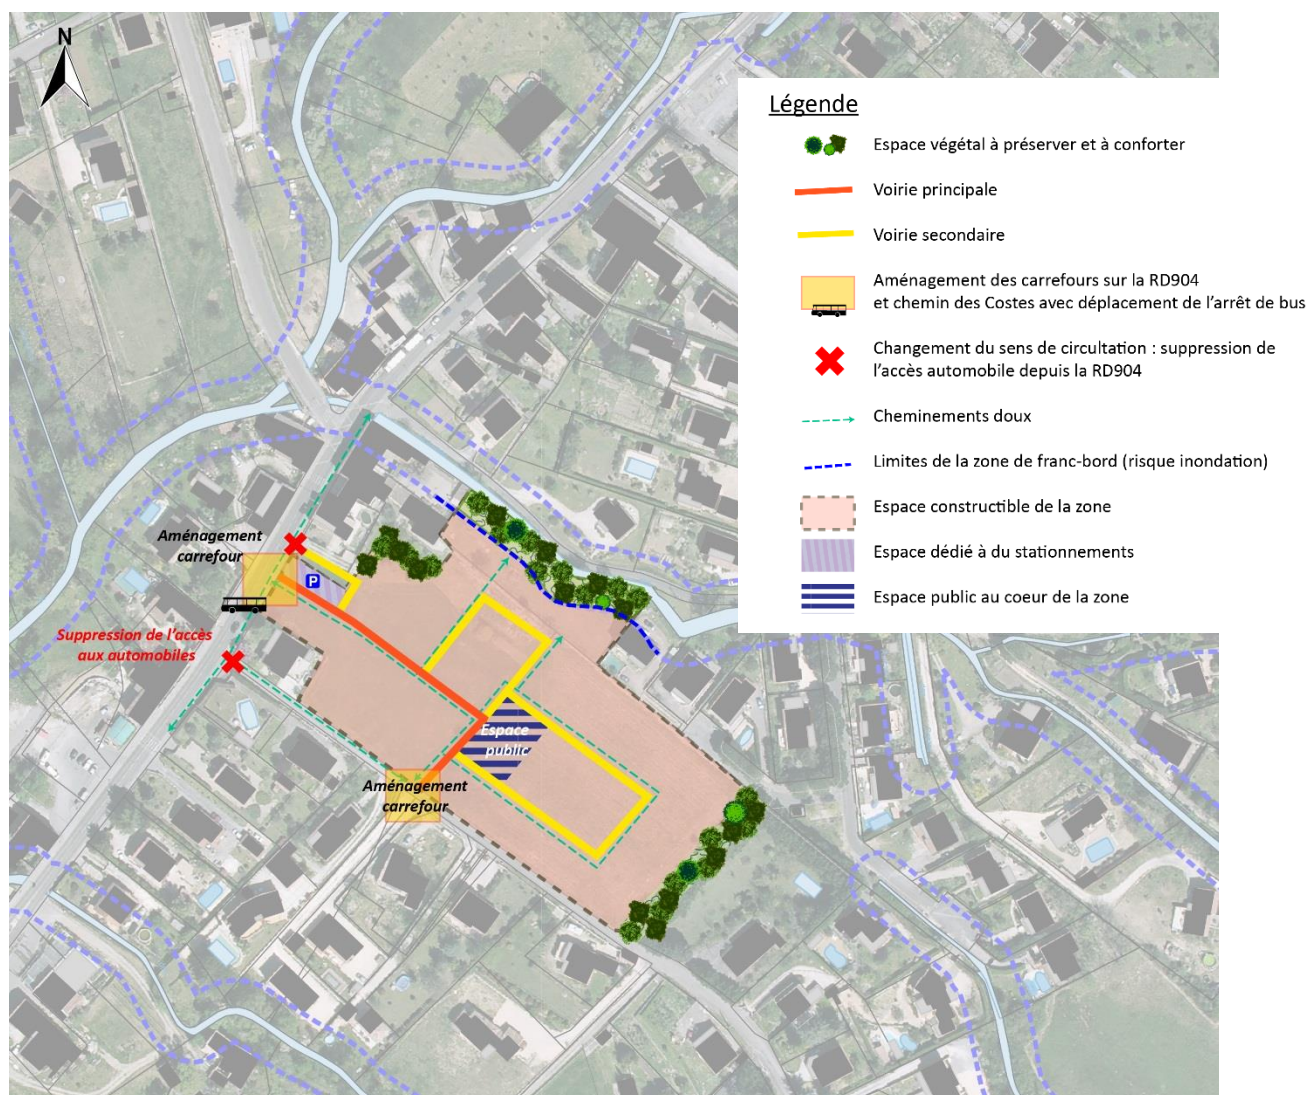 N
Légende
Espace végétal à préserver et à conforter
Voirie principale
Voirie secondaire
Aménagement des carrefours sur la RD904
et chemin des Costes avec déplacement de l'arrêt de bus
Changement du sens de circultation : suppression de
l'accès automobile depuis la RD904
Cheminements doux
Limites de la zone de franc-bord (risque inondation)
Espace constructible de la zone
Espace dédié à du stationnements
Espace public au coeur de la zone
Aménagement
carrefour
P
Suppression de l'accès
aux automobiles
Espace
public
Aménagement
carrefour